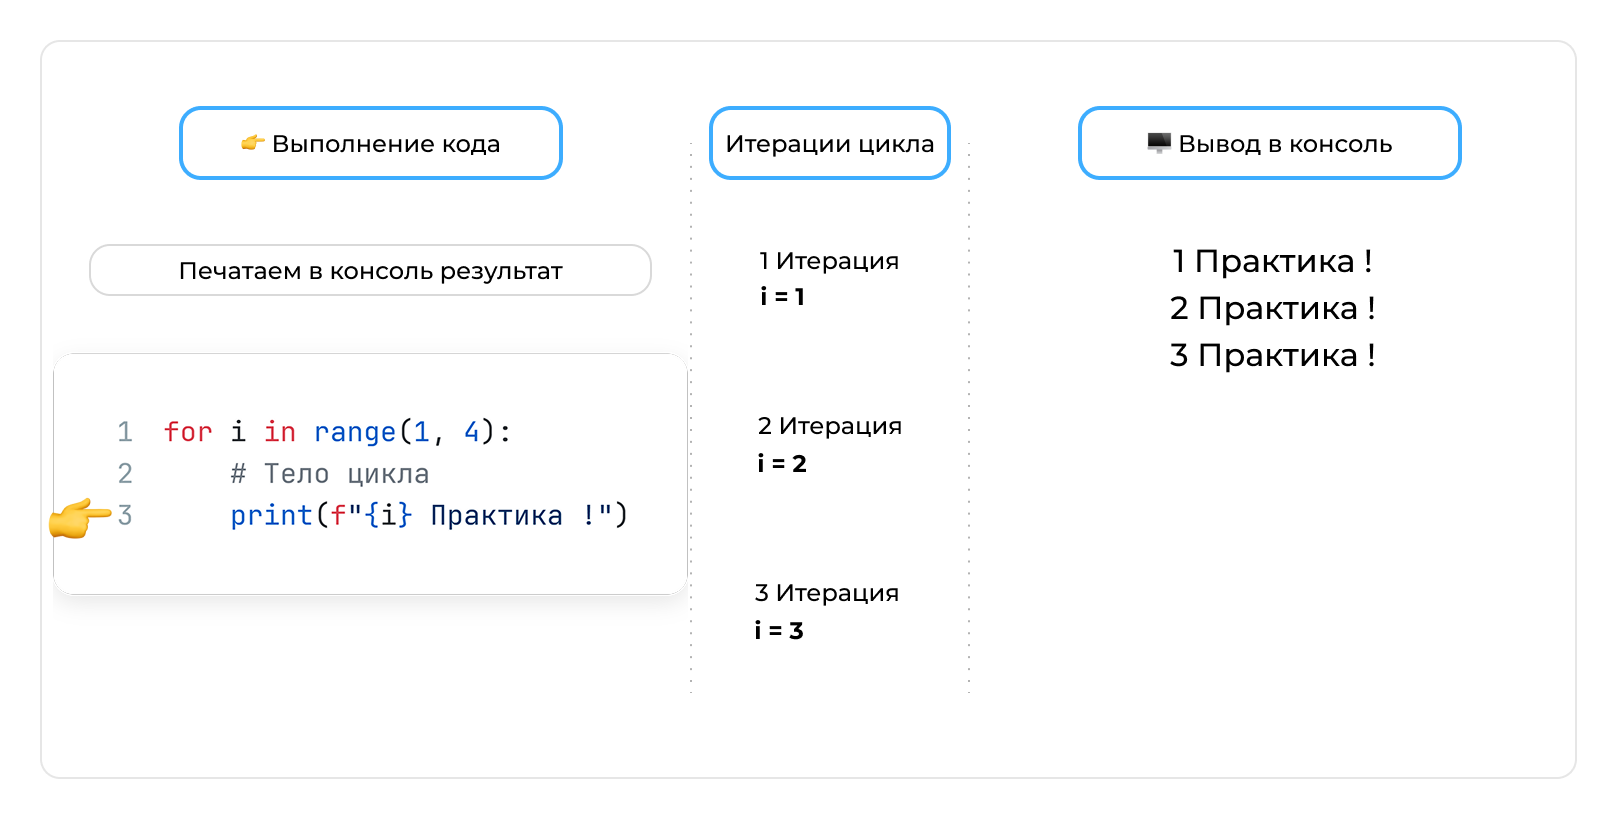 👉 Выполнение кода
Печатаем в консоль результат
1 for i in range(1, 4):
2     # Тело цикла
3     print(f"{i} Практика !")
Итерации цикла
1 Итерация
i = 1
2 Итерация
i = 2
3 Итерация
i = 3
🖥️ Вывод в консоль
1 Практика !
2 Практика !
3 Практика !